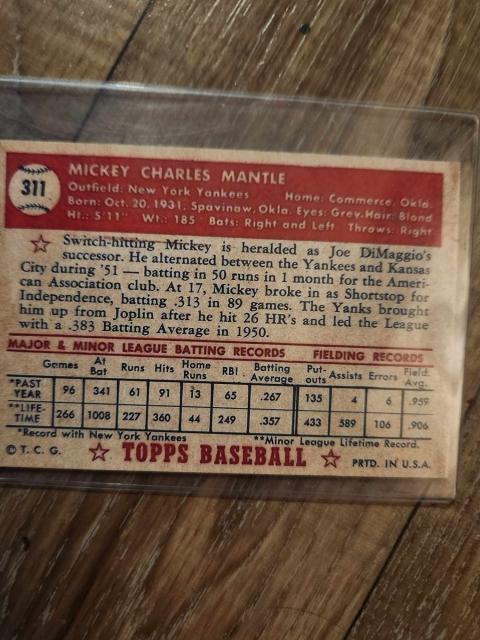 311
MICKEY CHARLES MANTLE
Outfield: New York Yankees Home: Commerce, Okla.
Born: Oct. 20, 1931, Spavinaw, Okla. Eyes: Grey. Hair: Blond
Ht.: 5'11" Wt.: 185 Bats: Right and Left Throws: Right
Switch-hitting Mickey is heralded as Joe DiMaggio's
successor. He alternated between the Yankees and Kansas
City during '51 — batting in 50 runs in 1 month for the Ameri-
can Association club. At 17, Mickey broke in as Shortstop for
Independence, batting .313 in 89 games. The Yanks brought
him up from Joplin after he hit 26 HR's and led the League
with a .383 Batting Average in 1950.
MAJOR & MINOR LEAGUE BATTING RECORDS FIELDING RECORDS
Games At Bat Runs Hits Home Runs RBI Batting Average Put-outs Assists Errors Field. Avg.
*PAST YEAR 96 341 61 91 13 65 .267 135 4 6 .959
**LIFE-TIME 266 1008 227 360 44 249 .357 433 589 106 .906
*Record with New York Yankees **Minor League Lifetime Record.
© T. C. G. TOPPS BASEBALL PRTD. IN U.S.A.